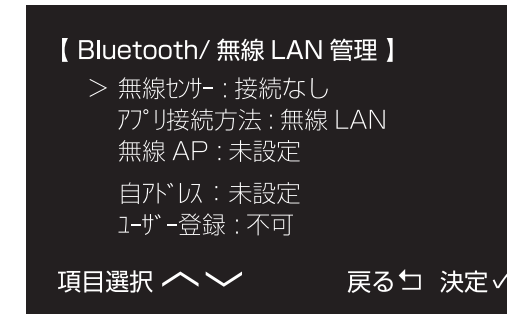 【 Bluetooth/ 無線 LAN 管理 】
＞ 無線ｾﾝｻｰ : 接続なし
ｱﾌﾟﾘ接続方法 : 無線 LAN
無線 AP : 未設定
自ｱﾄﾞﾚｽ : 未設定
ﾕｰｻﾞｰ登録 : 不可
項目選択 ︿﹀ 戻る⮌ 決定✓